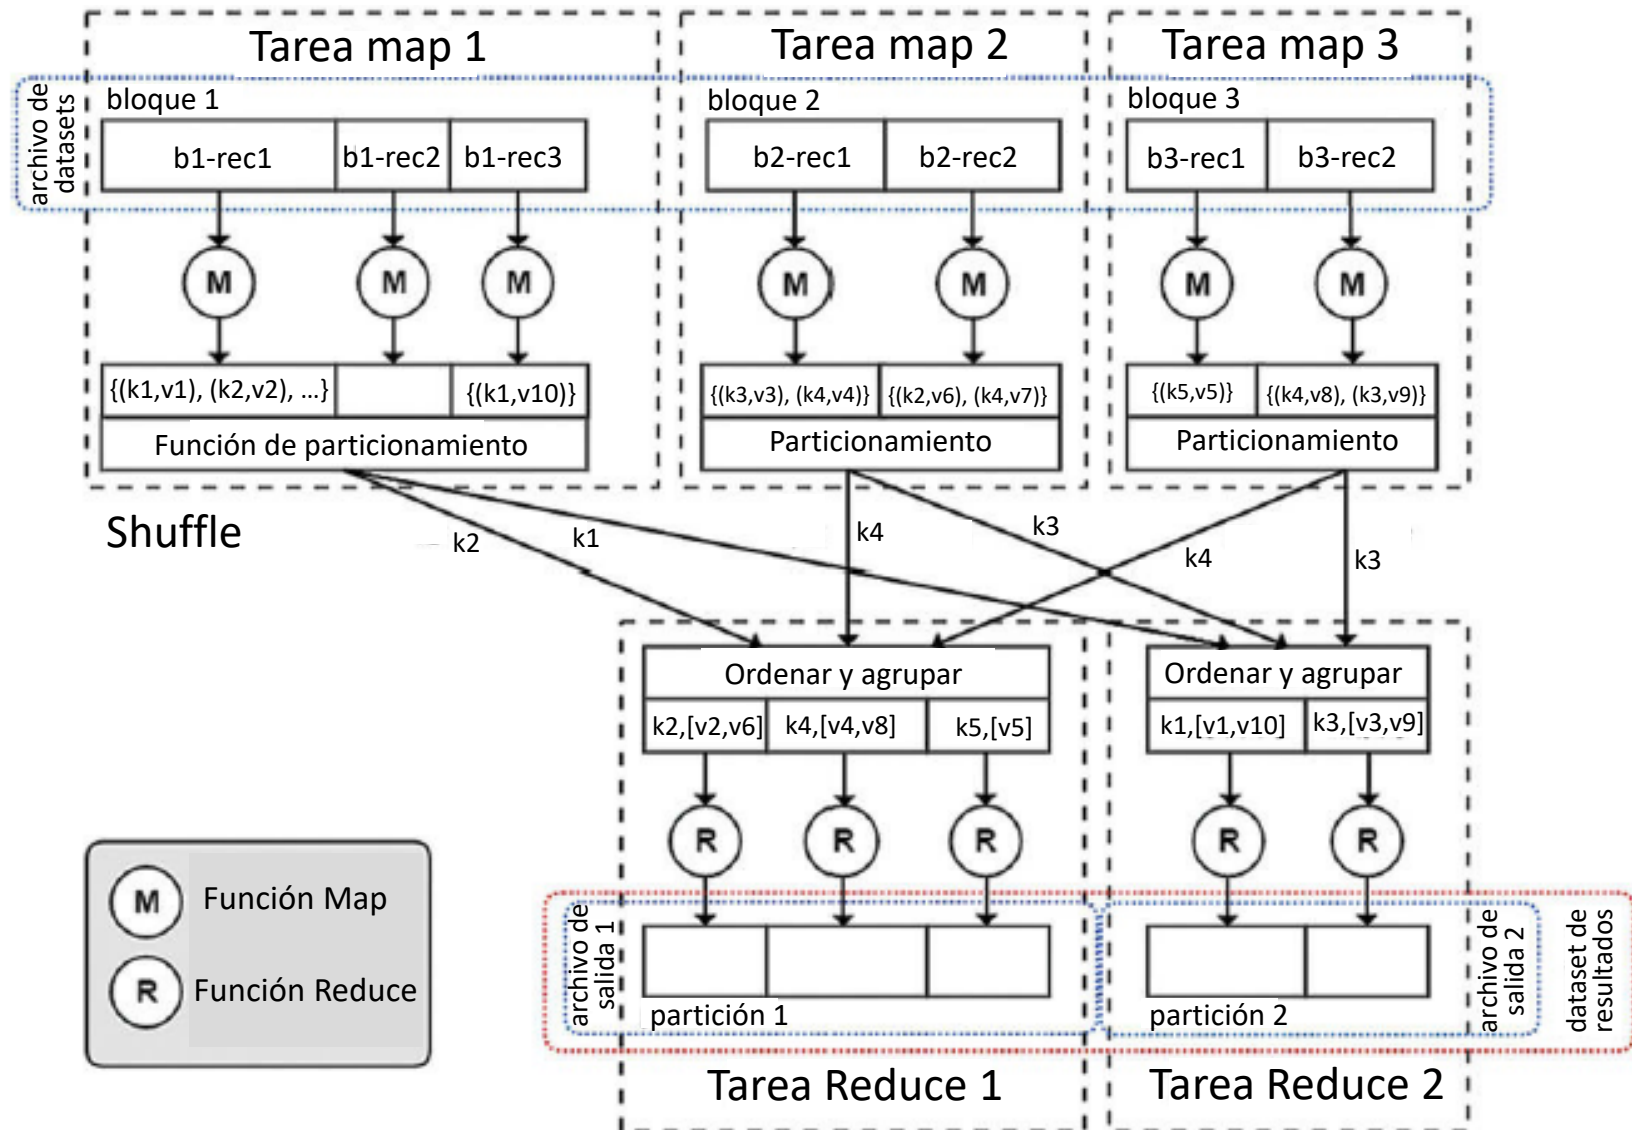 Tarea map 1
Tarea map 2
Tarea map 3
archivo de
datasets
bloque 1
bloque 2
bloque 3
b1-rec1
b1-rec2
b1-rec3
b2-rec1
b2-rec2
b3-rec1
b3-rec2
M
M
M
M
M
M
M
{(k1,v1), (k2,v2), ...}
{(k1,v10)}
{(k3,v3), (k4,v4)}
{(k2,v6), (k4,v7)}
{(k5,v5)}
{(k4,v8), (k3,v9)}
Función de particionamiento
Particionamiento
Particionamiento
Shuffle
k2
k1
k4
k3
k4
k3
Ordenar y agrupar
Ordenar y agrupar
k2,[v2,v6]
k4,[v4,v8]
k5,[v5]
k1,[v1,v10]
k3,[v3,v9]
R
R
R
R
R
M
Función Map
R
Función Reduce
archivo de
salida 1
archivo de
salida 2
dataset de
resultados
partición 1
partición 2
Tarea Reduce 1
Tarea Reduce 2